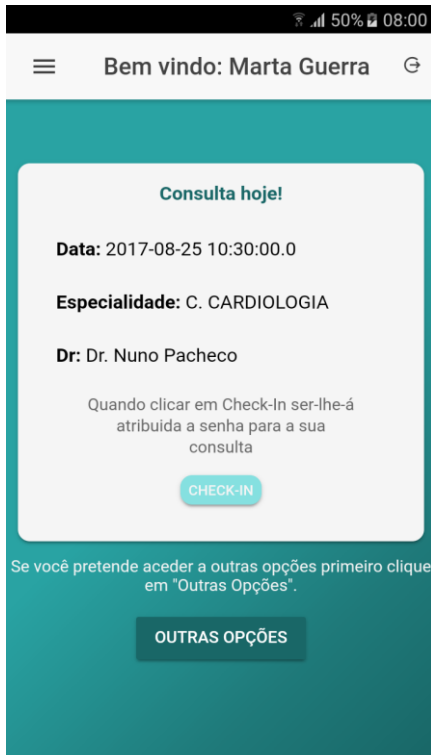 50% 08:00
Bem vindo: Marta Guerra
Consulta hoje!
Data: 2017-08-25 10:30:00.0
Especialidade: C. CARDIOLOGIA
Dr: Dr. Nuno Pacheco
Quando clicar em Check-In ser-lhe-á
atribuida a senha para a sua
consulta
CHECK-IN
Se você pretende aceder a outras opções primeiro clique
em "Outras Opções".
OUTRAS OPÇÕES